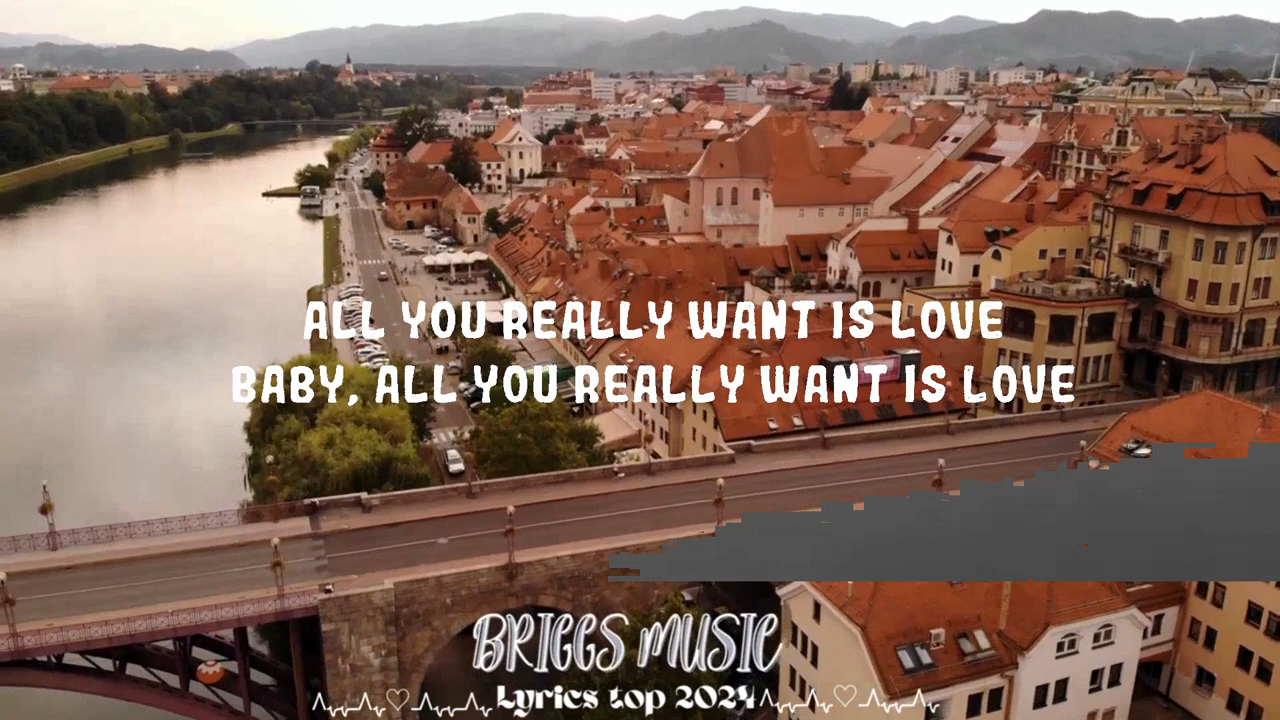 ALL YOU REALLY WANT IS LOVE
BABY, ALL YOU REALLY WANT IS LOVE
BRIGGS MUSIC
Lyrics top 2024